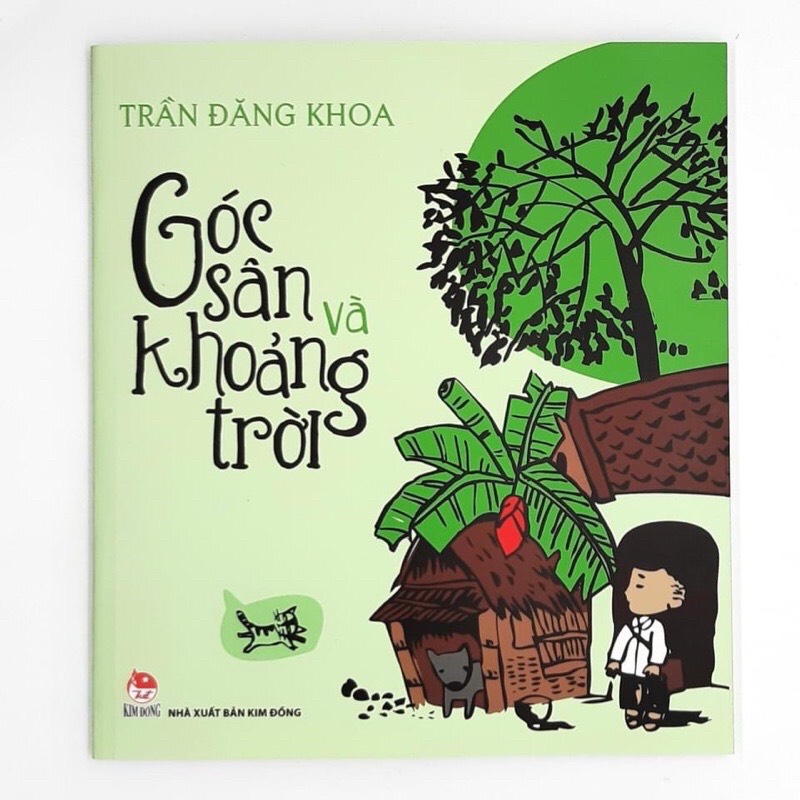 TRẦN ĐĂNG KHOA
Góc
sân và
khoảng
trời
KIM ĐỒNG
NHÀ XUẤT BẢN KIM ĐỒNG